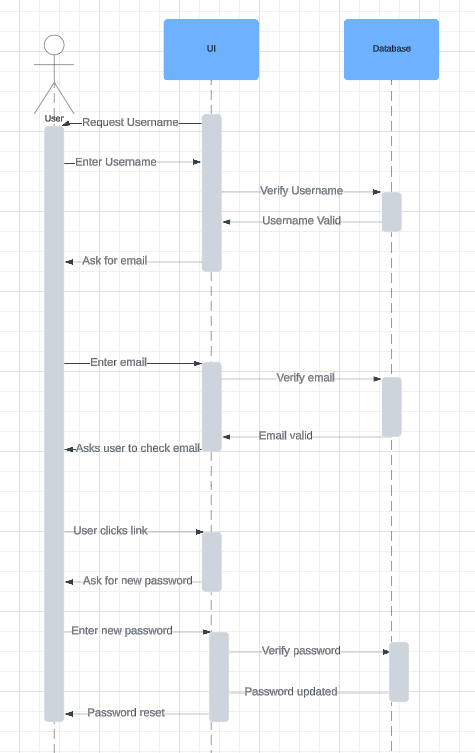 UI
Database
User
Request Username
Enter Username
Verify Username
Username Valid
Ask for email
Enter email
Verify email
Email valid
Asks user to check email
User clicks link
Ask for new password
Enter new password
Verify password
Password updated
Password reset